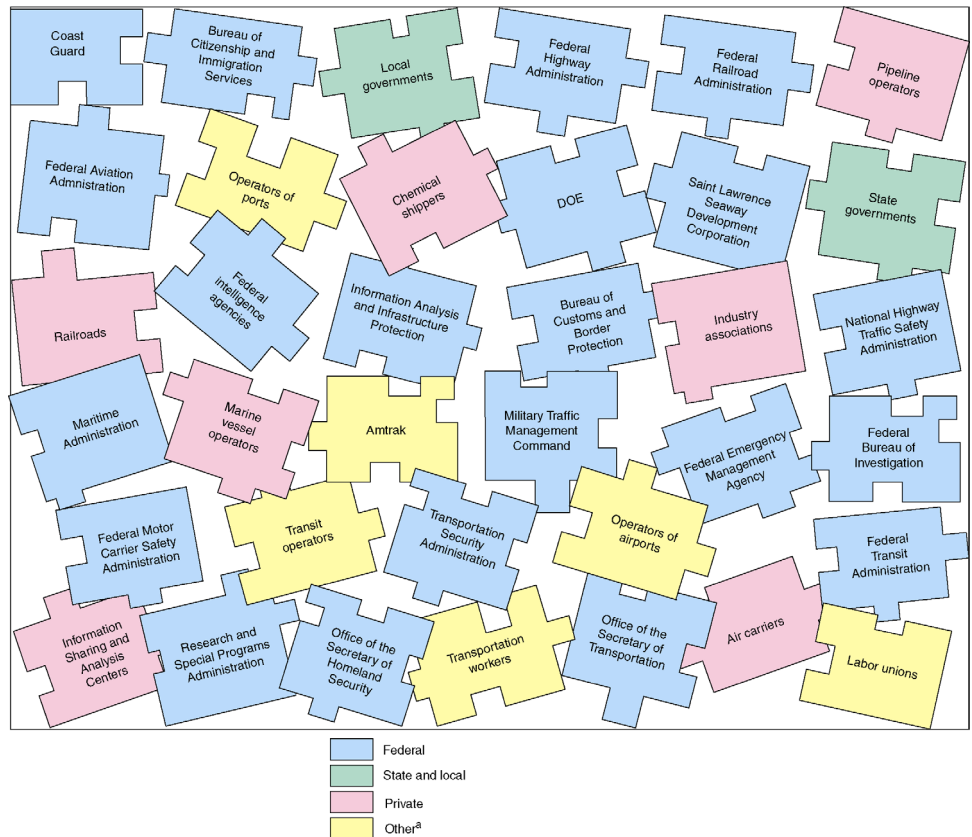 Coast
Guard
Bureau of
Citizenship and
Immigration
Services
Local
governments
Federal
Highway
Administration
Federal
Railroad
Administration
Pipeline
operators
Federal Aviation
Admnistration
Operators of
ports
Chemical
shippers
DOE
Saint Lawrence
Seaway
Development
Corporation
State
governments
Railroads
Federal
intelligence
agencies
Information Analysis
and Infrastructure
Protection
Bureau of
Customs and
Border
Protection
Industry
associations
National Highway
Traffic Safety
Administration
Maritime
Administration
Marine
vessel
operators
Amtrak
Military Traffic
Management
Command
Federal Emergency
Management
Agency
Federal
Bureau of
Investigation
Federal Motor
Carrier Safety
Administration
Transit
operators
Transportation
Security
Administration
Operators of
airports
Federal
Transit
Administration
Information
Sharing and
Analysis
Centers
Research and
Special Programs
Administration
Office of the
Secretary of
Homeland
Security
Transportation
workers
Office of the
Secretary of
Transportation
Air carriers
Labor unions
Federal
State and local
Private
Other^a